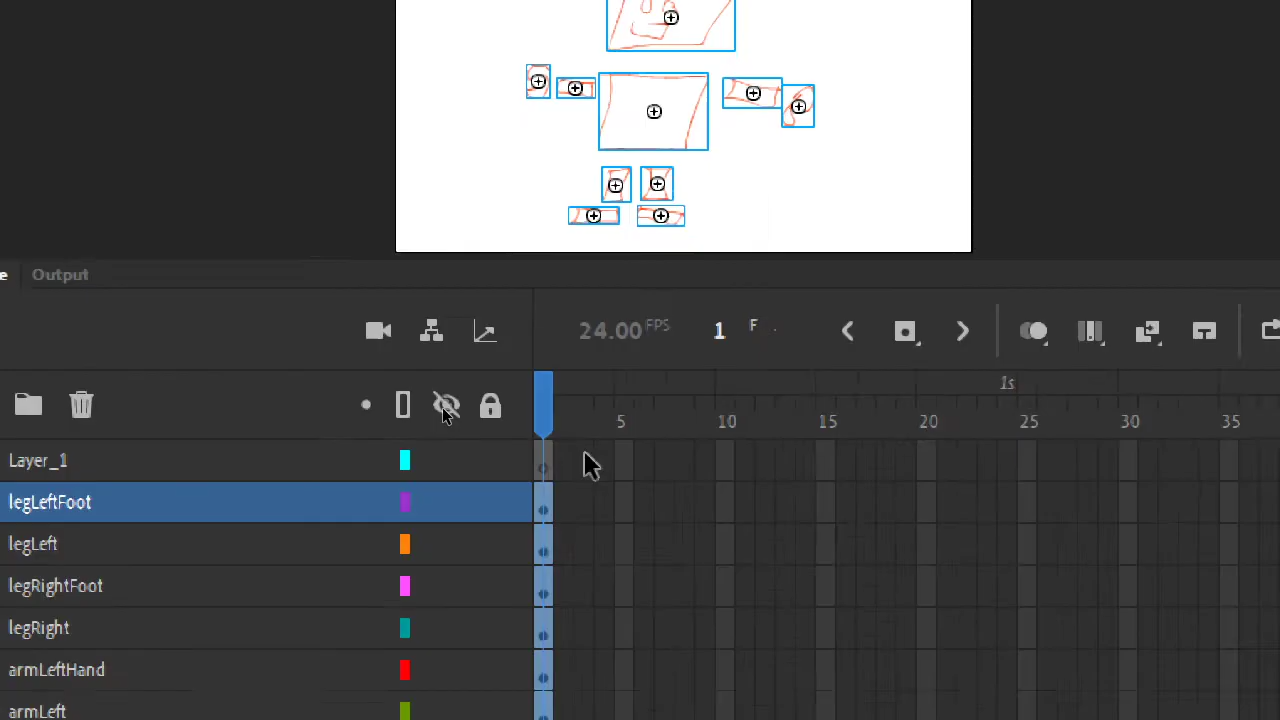 e Output
24.00 FPS 1 F
1s
5 10 15 20 25 30 35
Layer_1
legLeftFoot
legLeft
legRightFoot
legRight
armLeftHand
armLeft